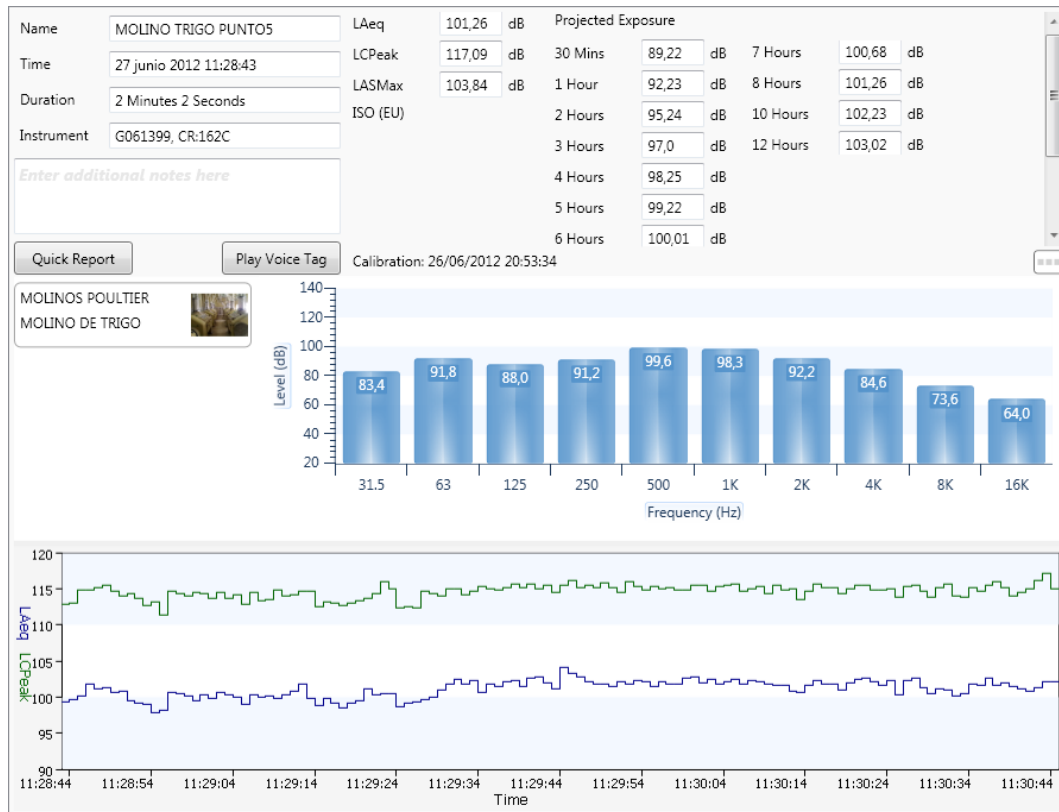 Name MOLINO TRIGO PUNTO5
Time 27 junio 2012 11:28:43
Duration 2 Minutes 2 Seconds
Instrument G061399, CR:162C
Enter additional notes here
Quick Report Play Voice Tag
LAeq 101,26 dB
LCPeak 117,09 dB
LASMax 103,84 dB
ISO (EU)
Projected Exposure
30 Mins 89,22 dB 7 Hours 100,68 dB
1 Hour 92,23 dB 8 Hours 101,26 dB
2 Hours 95,24 dB 10 Hours 102,23 dB
3 Hours 97,0 dB 12 Hours 103,02 dB
4 Hours 98,25 dB
5 Hours 99,22 dB
6 Hours 100,01 dB
Calibration: 26/06/2012 20:53:34
MOLINOS POULTIER
MOLINO DE TRIGO
Level (dB)
140
120
100
80
60
40
20
83,4 91,8 88,0 91,2 99,6 98,3 92,2 84,6 73,6 64,0
31.5 63 125 250 500 1K 2K 4K 8K 16K
Frequency (Hz)
LAeq LCPeak
120
115
110
105
100
95
90
11:28:44 11:28:54 11:29:04 11:29:14 11:29:24 11:29:34 11:29:44 11:29:54 11:30:04 11:30:14 11:30:24 11:30:34 11:30:44
Time